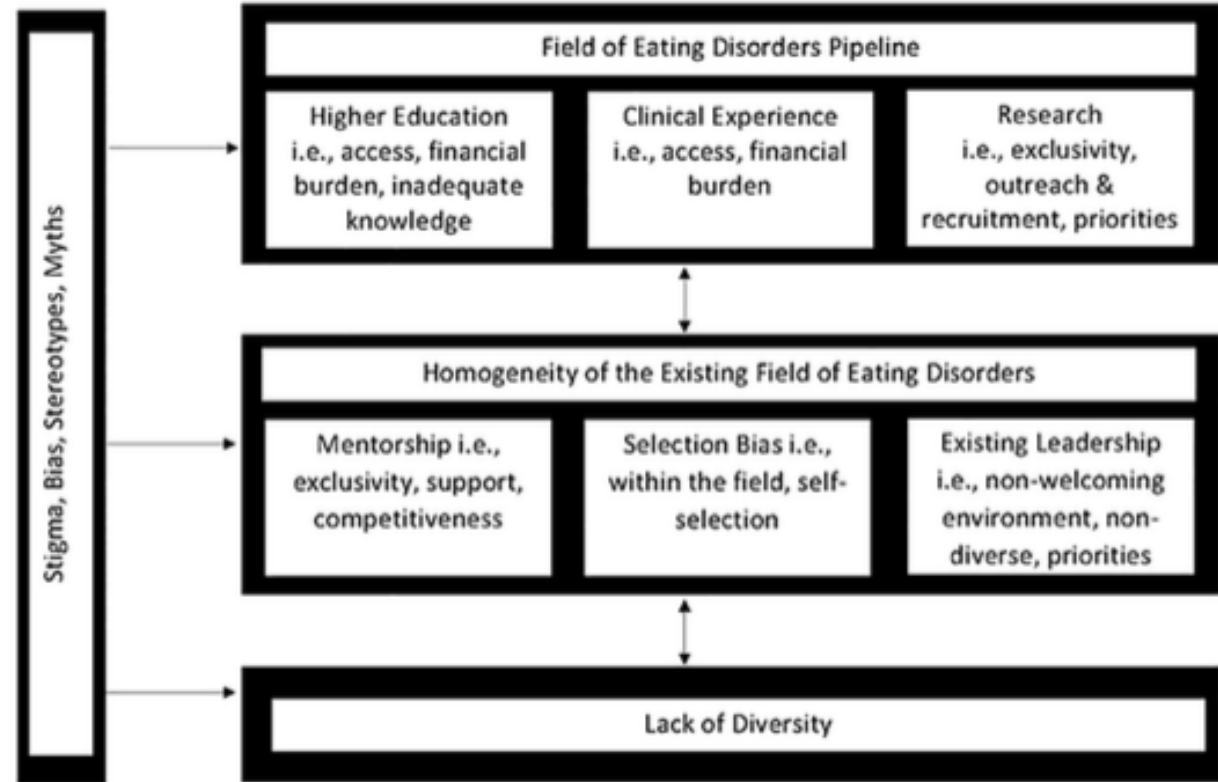 Stigma, Bias, Stereotypes, Myths
Field of Eating Disorders Pipeline
Higher Education
i.e., access, financial
burden, inadequate
knowledge
Clinical Experience
i.e., access, financial
burden
Research
i.e., exclusivity,
outreach &
recruitment, priorities
Homogeneity of the Existing Field of Eating Disorders
Mentorship i.e.,
exclusivity, support,
competitiveness
Selection Bias i.e.,
within the field, self-
selection
Existing Leadership
i.e., non-welcoming
environment, non-
diverse, priorities
Lack of Diversity